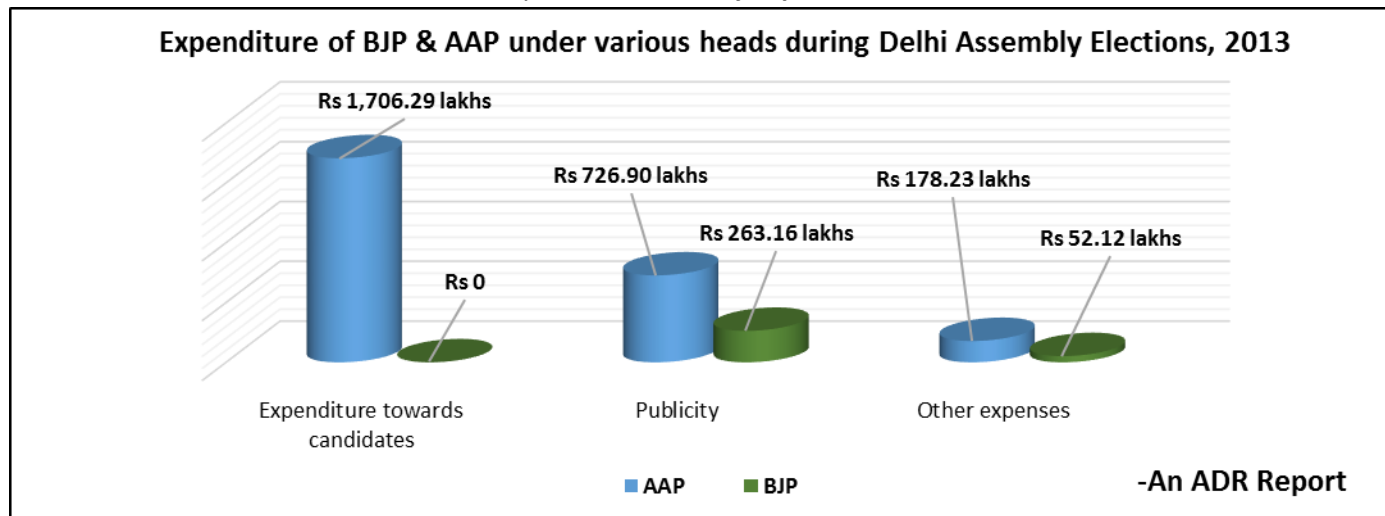 Expenditure of BJP & AAP under various heads during Delhi Assembly Elections, 2013
Rs 1,706.29 lakhs
Rs 0
Rs 726.90 lakhs
Rs 263.16 lakhs
Rs 178.23 lakhs
Rs 52.12 lakhs
Expenditure towards
candidates
Publicity
Other expenses
AAP
BJP
-An ADR Report